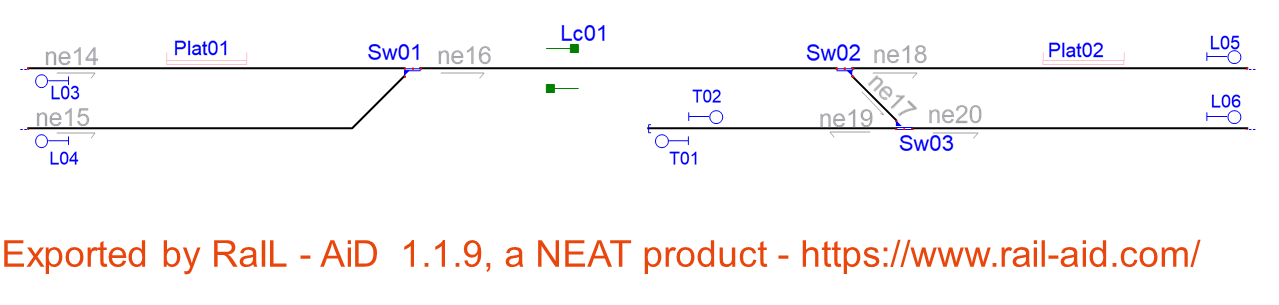 Lc01
ne14
Plat01
Sw01
ne16
Sw02
ne18
Plat02
L05
L03
ne17
ne15
T02
ne19
ne20
L06
L04
T01
Sw03
Exported by RaIL - AiD 1.1.9, a NEAT product - https://www.rail-aid.com/